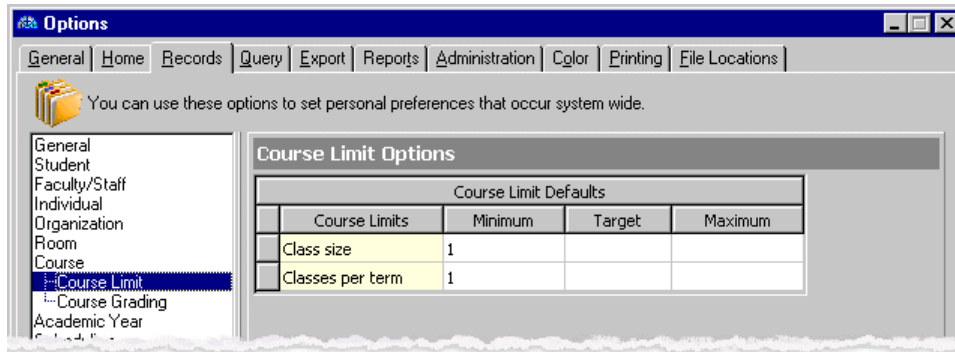 Options
General Home Records Query Export Reports Administration Color Printing File Locations
You can use these options to set personal preferences that occur system wide.
General
Student
Faculty/Staff
Individual
Organization
Room
Course
Course Limit
Course Grading
Academic Year
Course Limit Options
Course Limit Defaults
Course Limits Minimum Target Maximum
Class size 1
Classes per term 1